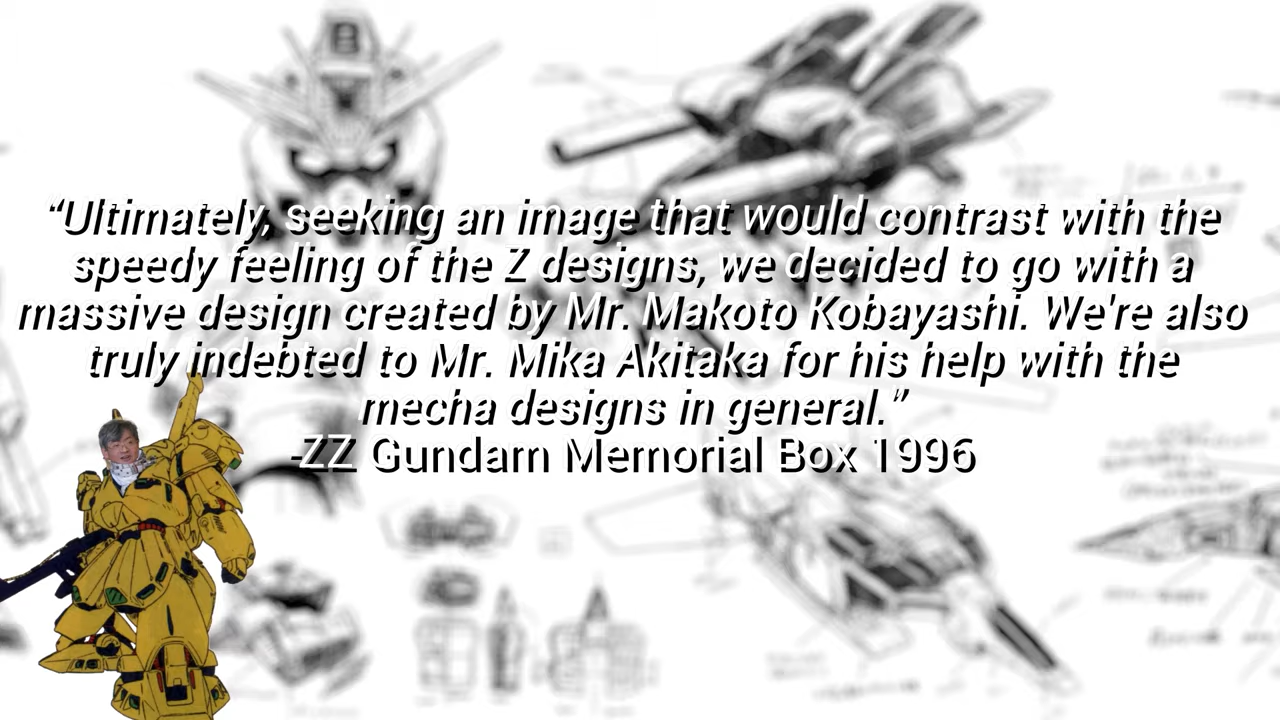 “Ultimately, seeking an image that would contrast with the
speedy feeling of the Z designs, we decided to go with a
massive design created by Mr. Makoto Kobayashi. We're also
truly indebted to Mr. Mika Akitaka for his help with the
mecha designs in general.”
-ZZ Gundam Memorial Box 1996